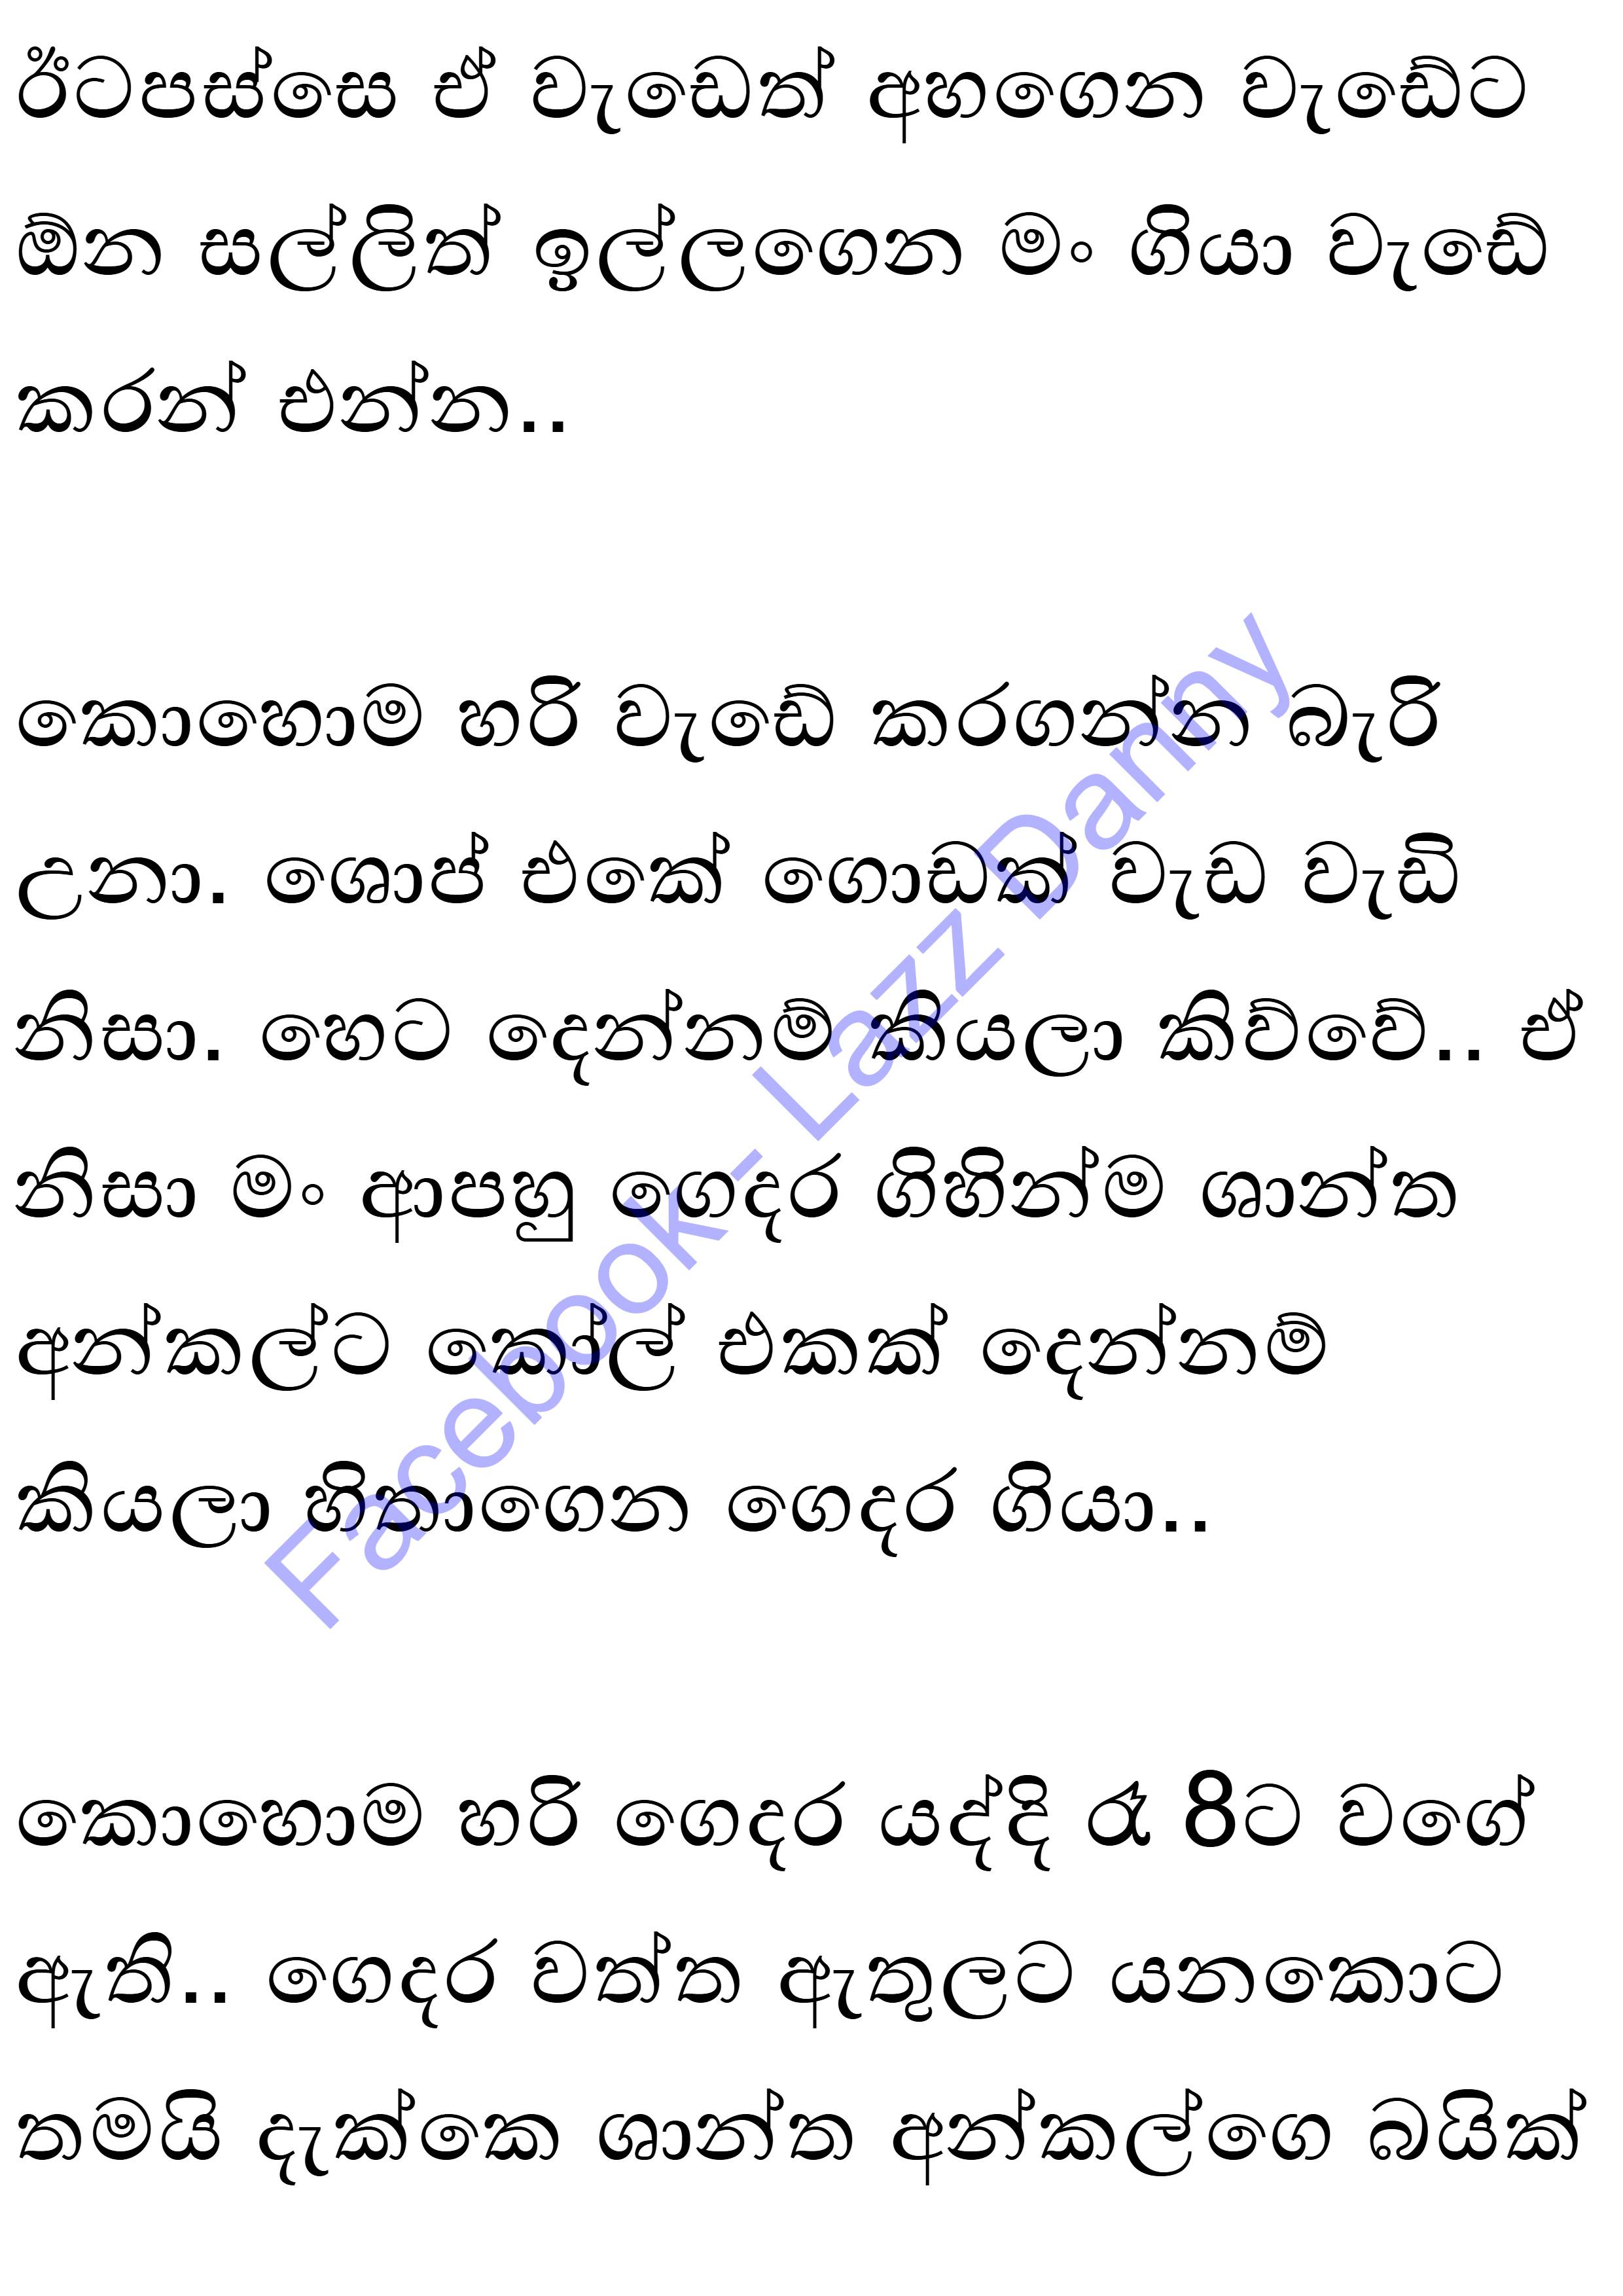 ඊටපස්සෙ ඒ වැඩෙත් අහගෙන වැඩේට
ඕන සල්ලිත් ඉල්ලගෙන මං ගියා වැඩේ
කරන් එන්න..
කොහොම හරි වැඩේ කරගන්න බැරි
උනා. ශොප් එකේ ගොඩක් වැඩ වැඩි
නිසා. හෙට දෙන්නම් කියලා කිව්වේ.. ඒ
නිසා මං ආපහු ගෙදර ගිහින්ම ශාන්ත
අන්කල්ට කෝල් එකක් දෙන්නම්
කියලා හිතාගෙන ගෙදර ගියා..
කොහොම හරි ගෙදර යද්දි රෑ 8ට වගේ
ඇති.. ගෙදර වත්ත ඇතුලට යනකොට
තමයි දැක්කෙ ශාන්ත අන්කල්ගෙ බයික්
Facebook- Lazz Danny